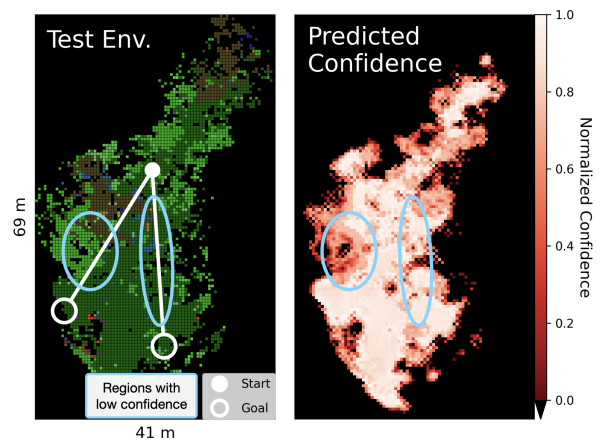 Test Env.
Predicted
Confidence
69 m
41 m
Regions with
low confidence
Start
Goal
1.0
0.8
0.6
0.4
0.2
0.0
Normalized Confidence